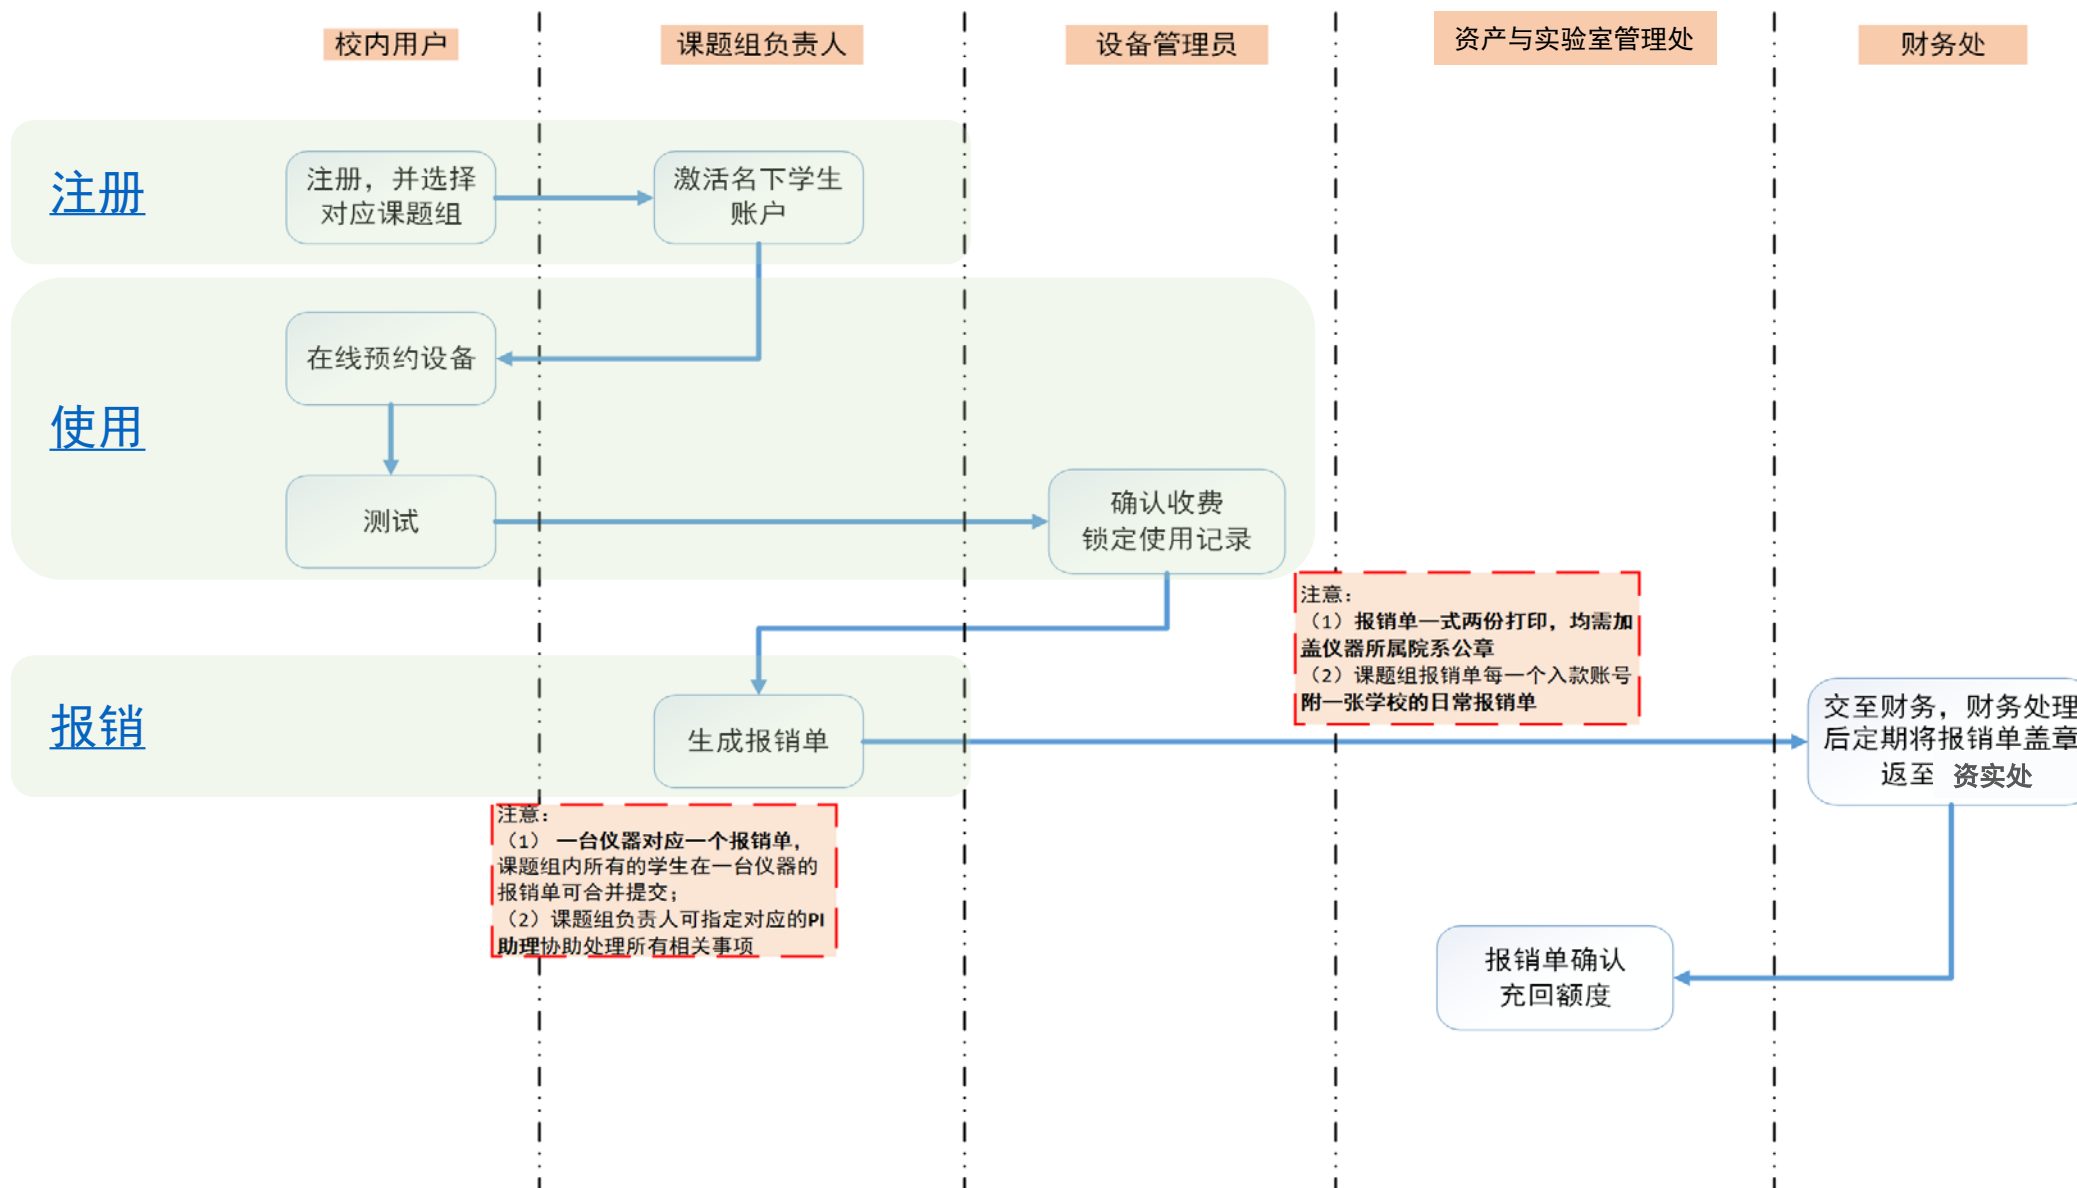 校内用户
课题组负责人
设备管理员
资产与实验室管理处
财务处
注册
注册，并选择
对应课题组
激活名下学生
账户
使用
在线预约设备
测试
确认收费
锁定使用记录
注意：
（1）报销单一式两份打印，均需加
盖仪器所属院系公章
（2）课题组报销单每一个入款账号
附一张学校的日常报销单
报销
生成报销单
交至财务，财务处理
后定期将报销单盖章
返至 资实处
注意：
（1） 一台仪器对应一个报销单，
课题组内所有的学生在一台仪器的
报销单可合并提交；
（2）课题组负责人可指定对应的PI
助理协助处理所有相关事项
报销单确认
充回额度